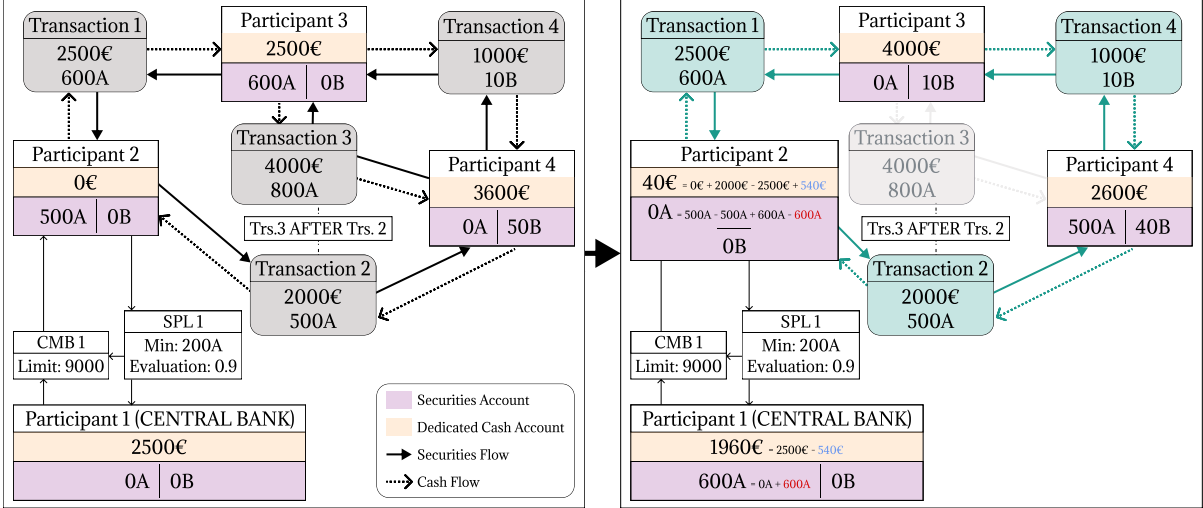 Transaction 1
2500€
600A
Participant 3
2500€
600A 0B
Transaction 4
1000€
10B
Transaction 3
4000€
800A
Participant 2
0€
500A 0B
Participant 4
3600€
0A 50B
Trs.3 AFTER Trs. 2
Transaction 2
2000€
500A
SPL 1
Min: 200A
Evaluation: 0.9
CMB 1
Limit: 9000
Participant 1 (CENTRAL BANK)
2500€
0A 0B
Securities Account
Dedicated Cash Account
Securities Flow
Cash Flow
Transaction 1
2500€
600A
Participant 3
4000€
0A 10B
Transaction 4
1000€
10B
Transaction 3
4000€
800A
Participant 2
40€ = 0€ + 2000€ - 2500€ + 540€
0A = 500A - 500A + 600A - 600A
0B
Participant 4
2600€
500A 40B
Trs.3 AFTER Trs. 2
Transaction 2
2000€
500A
SPL 1
Min: 200A
Evaluation: 0.9
CMB 1
Limit: 9000
Participant 1 (CENTRAL BANK)
1960€ = 2500€ - 540€
600A = 0A + 600A 0B